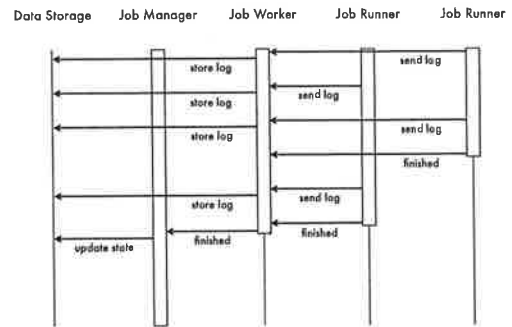 Data Storage Job Manager Job Worker Job Runner Job Runner
store log send log
store log send log
store log send log
finished
store log send log
update state finished finished